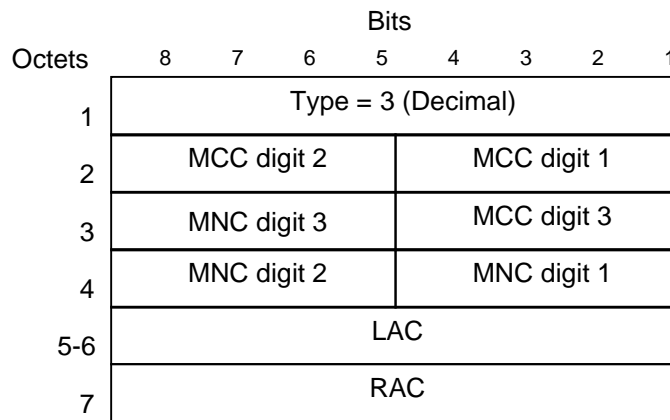 Bits
Octets 8 7 6 5 4 3 2 1
1 Type = 3 (Decimal)
2 MCC digit 2 MCC digit 1
3 MNC digit 3 MCC digit 3
4 MNC digit 2 MNC digit 1
5-6 LAC
7 RAC